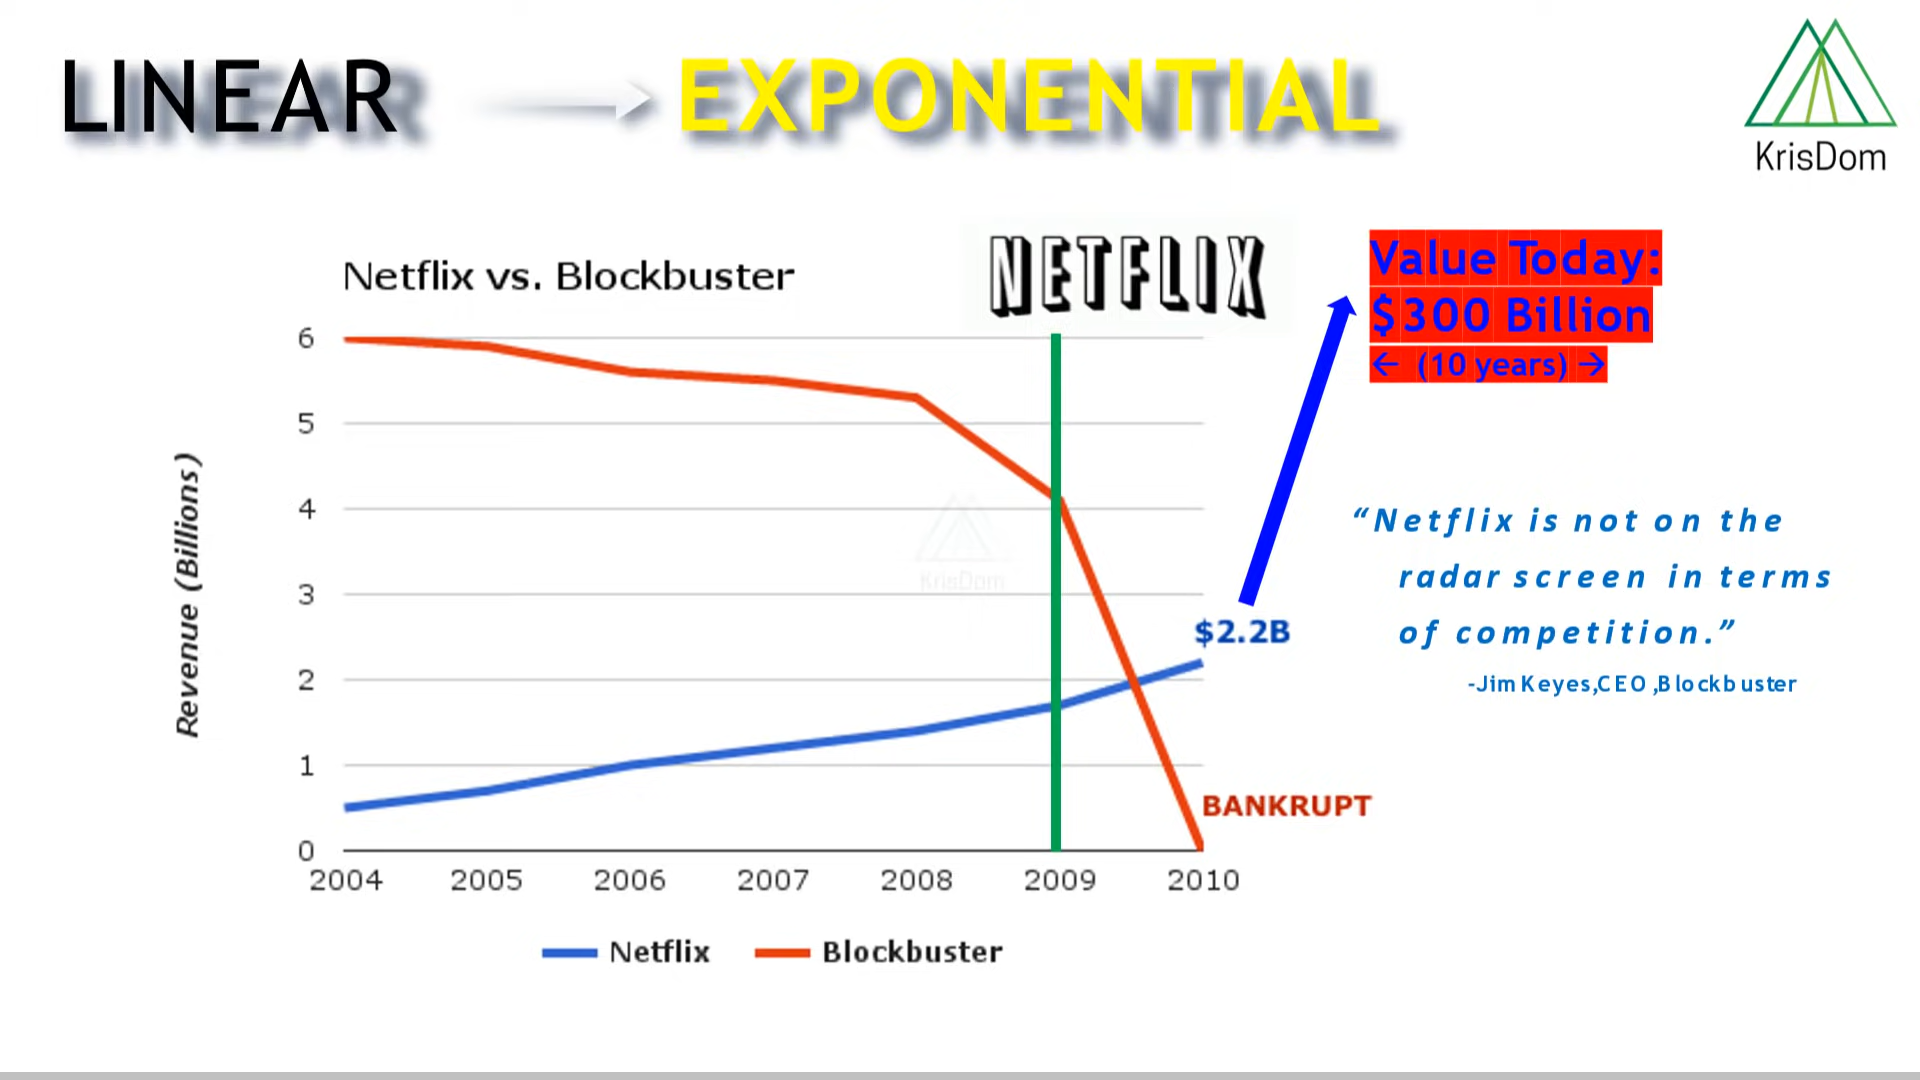 LINEAR
EXPONENTIAL
KrisDom
NETFLIX
Value Today:
$300 Billion
← (10 years) →
Netflix vs. Blockbuster
6
5
4
3
2
1
0
Revenue (Billions)
KrisDom
“Netflix is not on the
radar screen in terms
of competition.”
-Jim Keyes,CEO,Blockbuster
$2.2B
BANKRUPT
2004 2005 2006 2007 2008 2009 2010
Netflix Blockbuster